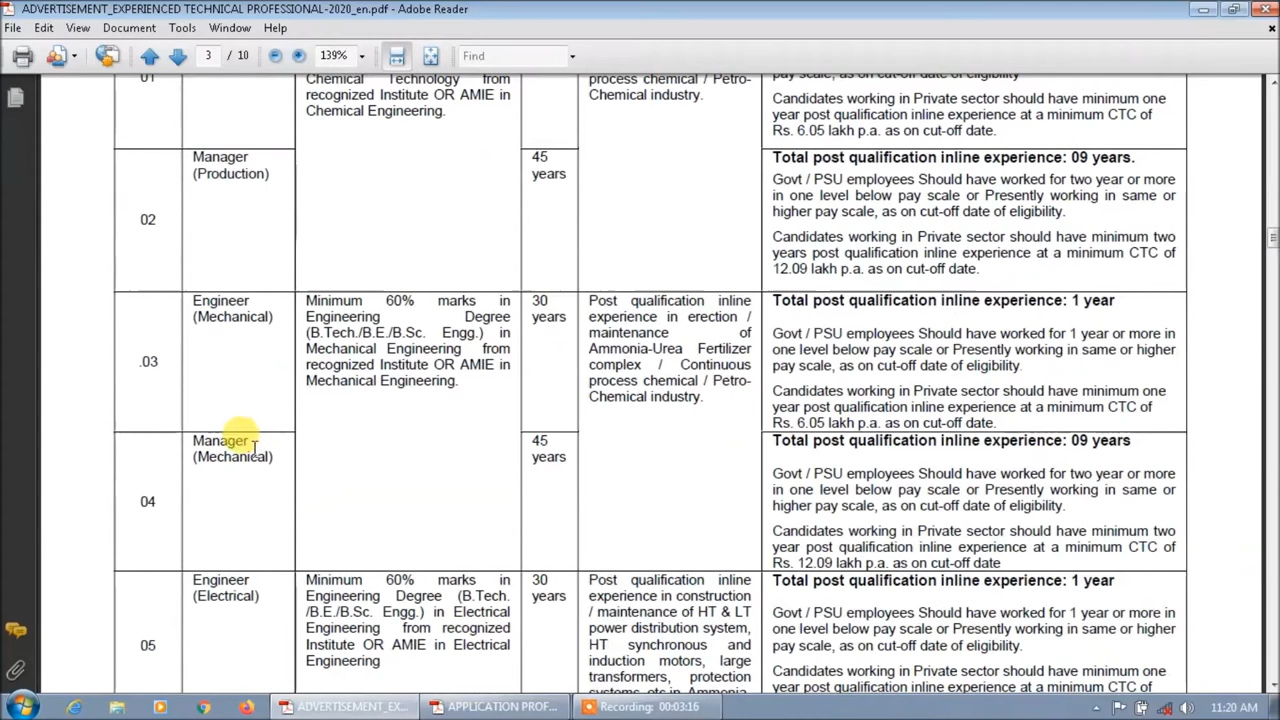 ADVERTISEMENT_EXPERIENCED TECHNICAL PROFESSIONAL-2020_en.pdf - Adobe Reader
File Edit View Document Tools Window Help
3 / 10 139% Find
01
Chemical Technology from
recognized Institute OR AMIE in
Chemical Engineering.
process chemical / Petro-
Chemical industry.
pay scale, as on cut-off date of eligibility
Candidates working in Private sector should have minimum one
year post qualification inline experience at a minimum CTC of
Rs. 6.05 lakh p.a. as on cut-off date.
02
Manager
(Production)
45
years
Total post qualification inline experience: 09 years.
Govt / PSU employees Should have worked for two year or more
in one level below pay scale or Presently working in same or
higher pay scale, as on cut-off date of eligibility.
Candidates working in Private sector should have minimum two
years post qualification inline experience at a minimum CTC of
12.09 lakh p.a. as on cut-off date.
.03
Engineer
(Mechanical)
Minimum 60% marks in
Engineering Degree
(B.Tech./B.E./B.Sc. Engg.) in
Mechanical Engineering from
recognized Institute OR AMIE in
Mechanical Engineering.
30
years
Post qualification inline
experience in erection /
maintenance of
Ammonia-Urea Fertilizer
complex / Continuous
process chemical / Petro-
Chemical industry.
Total post qualification inline experience: 1 year
Govt / PSU employees Should have worked for 1 year or more in
one level below pay scale or Presently working in same or higher
pay scale, as on cut-off date of eligibility.
Candidates working in Private sector should have minimum one
year post qualification inline experience at a minimum CTC of
Rs. 6.05 lakh p.a. as on cut-off date.
04
Manager
(Mechanical)
45
years
Total post qualification inline experience: 09 years
Govt / PSU employees Should have worked for two year or more
in one level below pay scale or Presently working in same or
higher pay scale, as on cut-off date of eligibility.
Candidates working in Private sector should have minimum two
year post qualification inline experience at a minimum CTC of
Rs. 12.09 lakh p.a. as on cut-off date
05
Engineer
(Electrical)
Minimum 60% marks in
Engineering Degree (B.Tech.
/B.E./B.Sc. Engg.) in Electrical
Engineering from recognized
Institute OR AMIE in Electrical
Engineering
30
years
Post qualification inline
experience in construction
/ maintenance of HT & LT
power distribution system,
HT synchronous and
induction motors, large
transformers, protection
systems, etc in Ammonia-
Total post qualification inline experience: 1 year
Govt / PSU employees Should have worked for 1 year or more in
one level below pay scale or Presently working in same or higher
pay scale, as on cut-off date of eligibility.
Candidates working in Private sector should have minimum one
year post qualification inline experience at a minimum CTC of
ADVERTISEMENT_EX... APPLICATION PROF... Recording: 00:03:16 11:20 AM